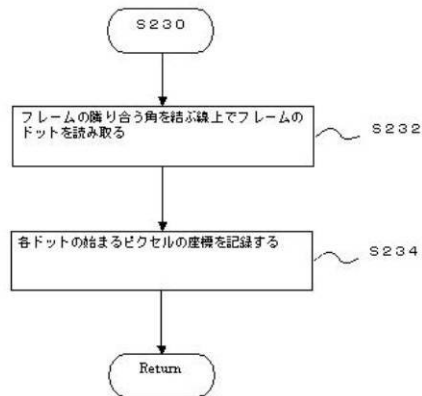 S230
フレームの隣り合う角を結ぶ線上でフレームの
ドットを読み取る
S232
各ドットの始まるピクセルの座標を記録する
S234
Return